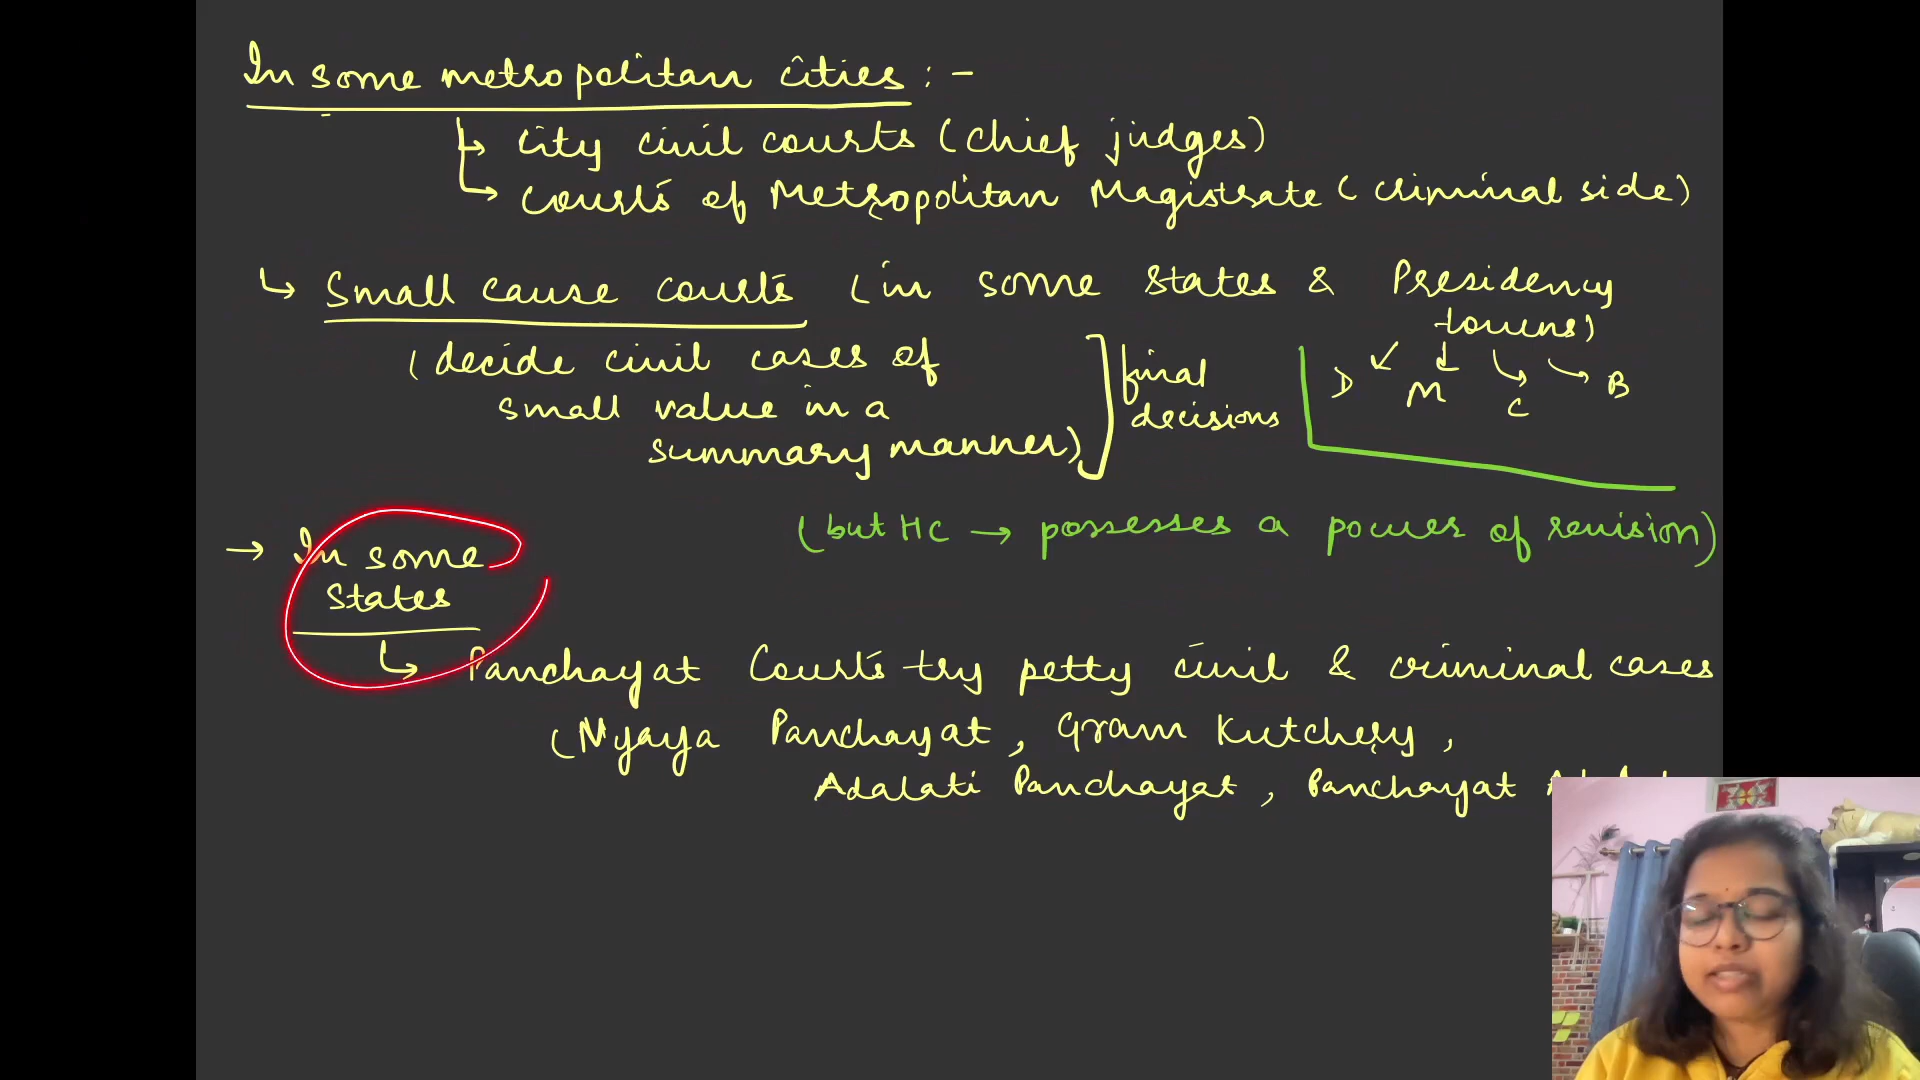 In some metropolitan cities : -
↳ City civil courts (Chief judges)
↳ Courts of Metropolitan Magistrate (criminal side)
↳ Small cause courts (in some states & Presidency
towns)
(decide civil cases of
small value in a
summary manner)
final
decisions
D M C B
(but HC → possesses a power of revision)
→ In some
States
↳ Panchayat Courts try petty civil & criminal cases
(Nyaya Panchayat, Gram Kutchery,
Adalati Panchayat, Panchayat